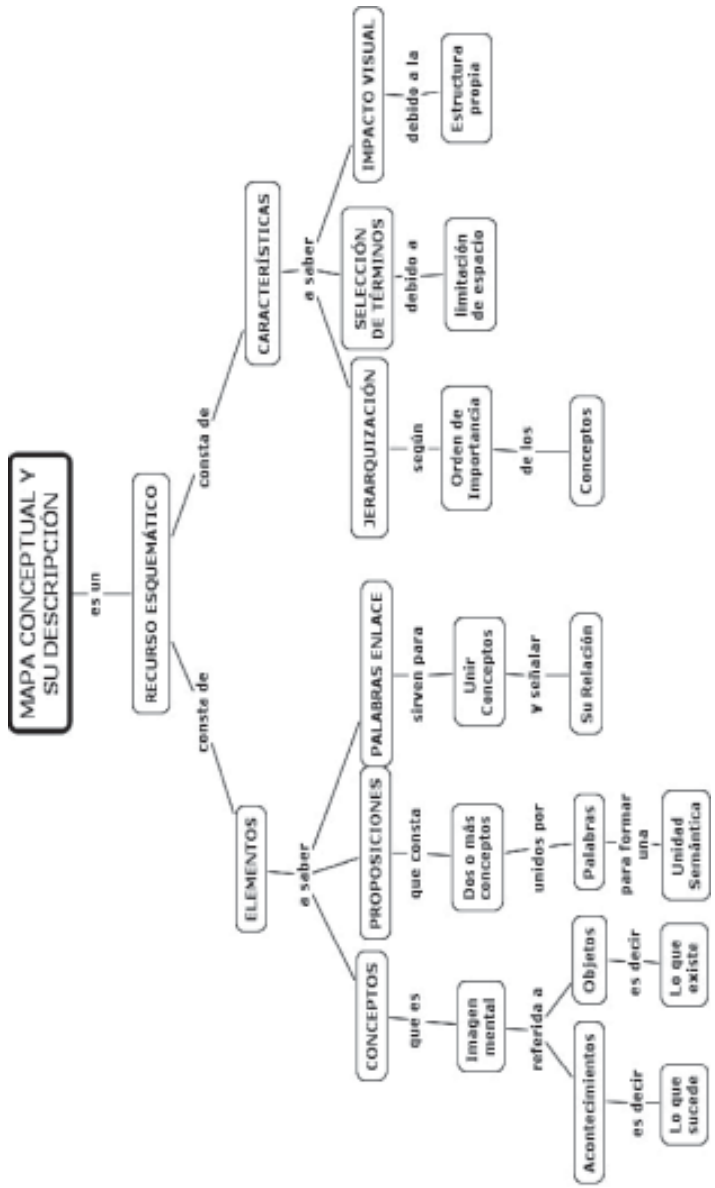 MAPA CONCEPTUAL Y
SU DESCRIPCIÓN
es un
RECURSO ESQUEMÁTICO
consta de
consta de
ELEMENTOS
CARACTERÍSTICAS
a saber
a saber
CONCEPTOS
PROPOSICIONES
PALABRAS ENLACE
JERARQUIZACIÓN
SELECCIÓN
DE TÉRMINOS
IMPACTO VISUAL
que es
que consta
sirven para
según
debido a
debido a la
Imagen
mental
Dos o más
conceptos
Unir
Conceptos
Orden de
Importancia
limitación
de espacio
Estructura
propia
referida a
unidos por
y señalar
de los
Acontecimientos
Objetos
Palabras
Su Relación
Conceptos
es decir
es decir
para formar
una
Lo que
sucede
Lo que
existe
Unidad
Semántica